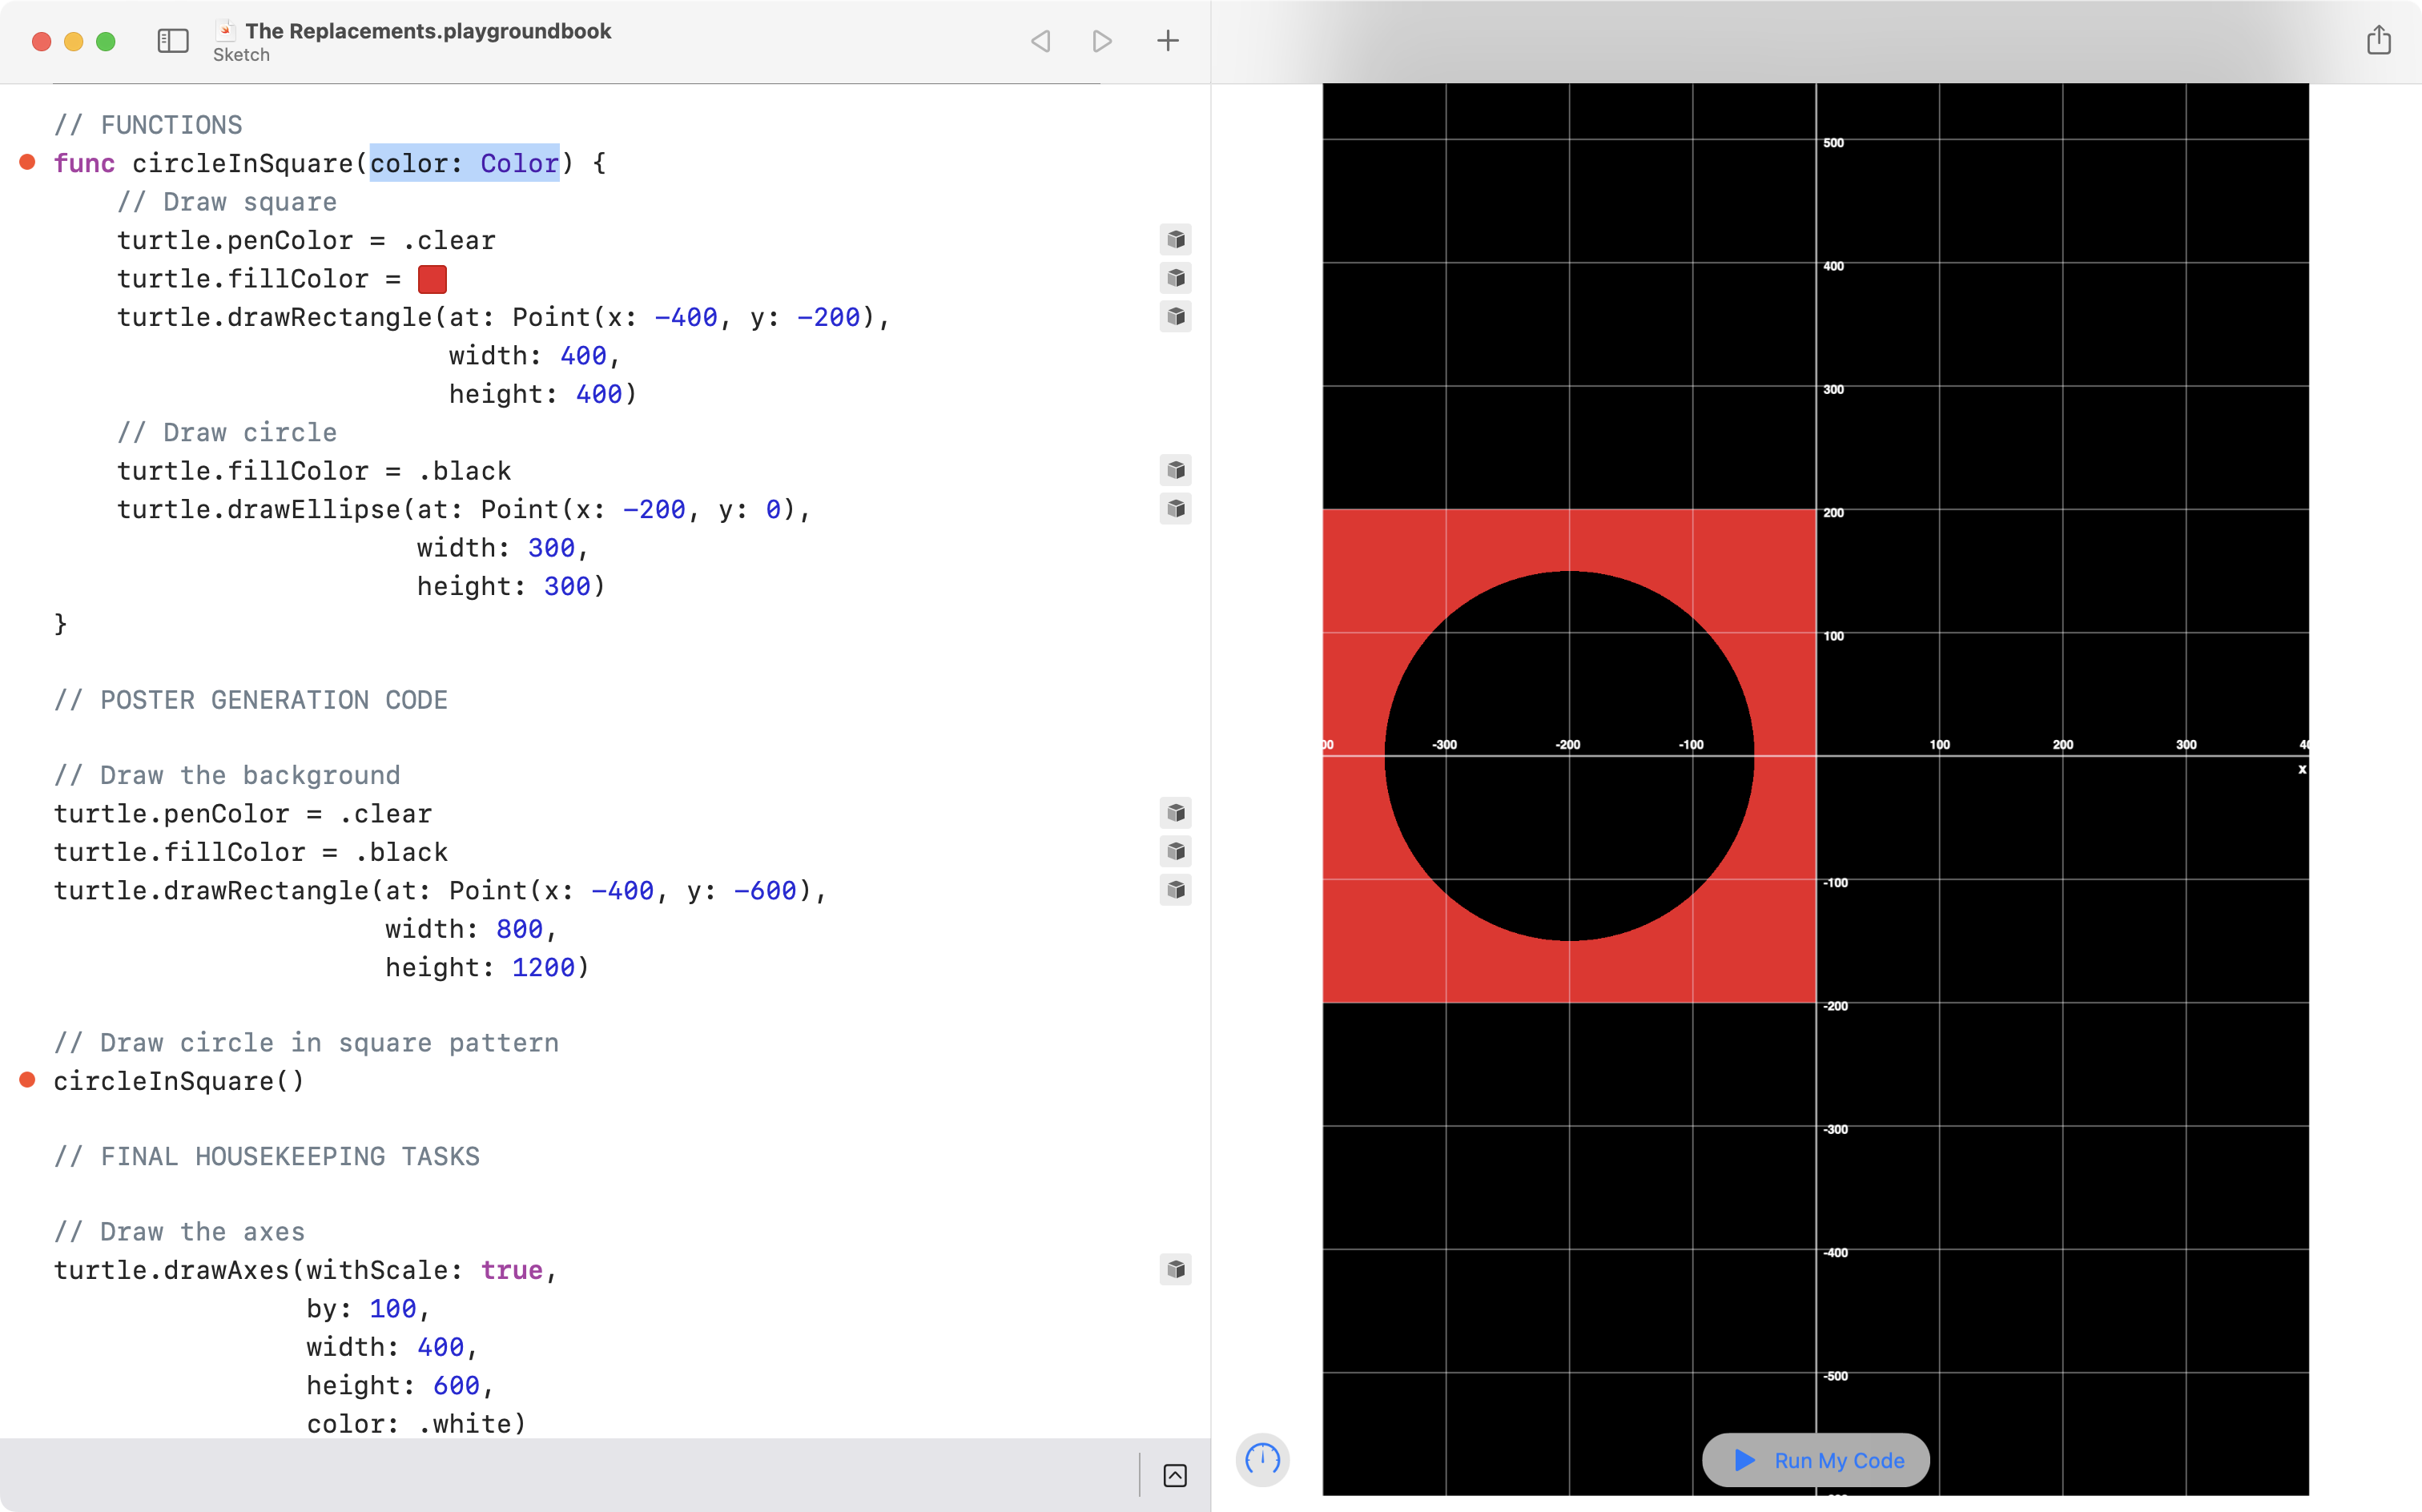 The Replacements.playgroundbook
Sketch
// FUNCTIONS
func circleInSquare(color: Color) {
// Draw square
turtle.penColor = .clear
turtle.fillColor =
turtle.drawRectangle(at: Point(x: -400, y: -200),
width: 400,
height: 400)
// Draw circle
turtle.fillColor = .black
turtle.drawEllipse(at: Point(x: -200, y: 0),
width: 300,
height: 300)
}
// POSTER GENERATION CODE
// Draw the background
turtle.penColor = .clear
turtle.fillColor = .black
turtle.drawRectangle(at: Point(x: -400, y: -600),
width: 800,
height: 1200)
// Draw circle in square pattern
circleInSquare()
// FINAL HOUSEKEEPING TASKS
// Draw the axes
turtle.drawAxes(withScale: true,
by: 100,
width: 400,
height: 600,
color: .white)
500
400
300
200
100
-300 -200 -100 100 200 300
x
-100
-200
-300
-400
-500
Run My Code